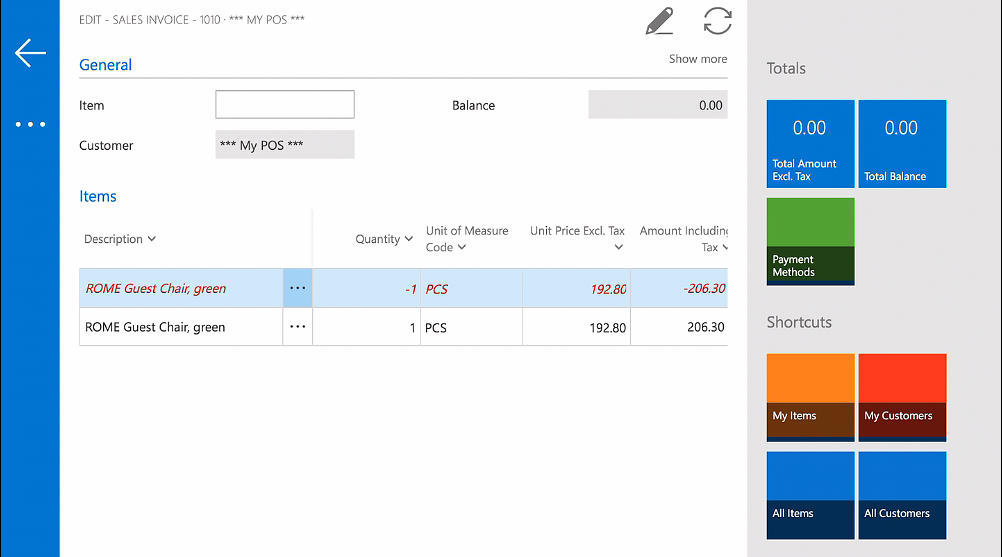 EDIT - SALES INVOICE - 1010 · *** MY POS ***
General
Show more
Item
Balance
0.00
Customer
*** My POS ***
Items
Description
Quantity
Unit of Measure
Code
Unit Price Excl. Tax
Amount Including
Tax
ROME Guest Chair, green
···
-1
PCS
192.80
-206.30
ROME Guest Chair, green
···
1
PCS
192.80
206.30
Totals
0.00
Total Amount
Excl. Tax
0.00
Total Balance
Payment
Methods
Shortcuts
My Items
My Customers
All Items
All Customers